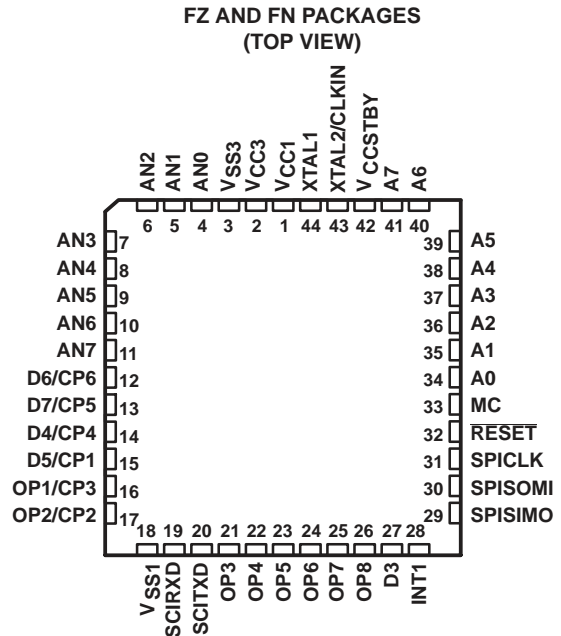 FZ AND FN PACKAGES
(TOP VIEW)
AN2 AN1 AN0 VSS3 VCC3 VCC1 XTAL1 XTAL2/CLKIN VCCSTBY A7 A6
6 5 4 3 2 1 44 43 42 41 40
AN3 7 39 A5
AN4 8 38 A4
AN5 9 37 A3
AN6 10 36 A2
AN7 11 35 A1
D6/CP6 12 34 A0
D7/CP5 13 33 MC
D4/CP4 14 32 RESET
D5/CP1 15 31 SPICLK
OP1/CP3 16 30 SPISOMI
OP2/CP2 17 29 SPISIMO
18 19 20 21 22 23 24 25 26 27 28
VSS1 SCIRXD SCITXD OP3 OP4 OP5 OP6 OP7 OP8 D3 INT1